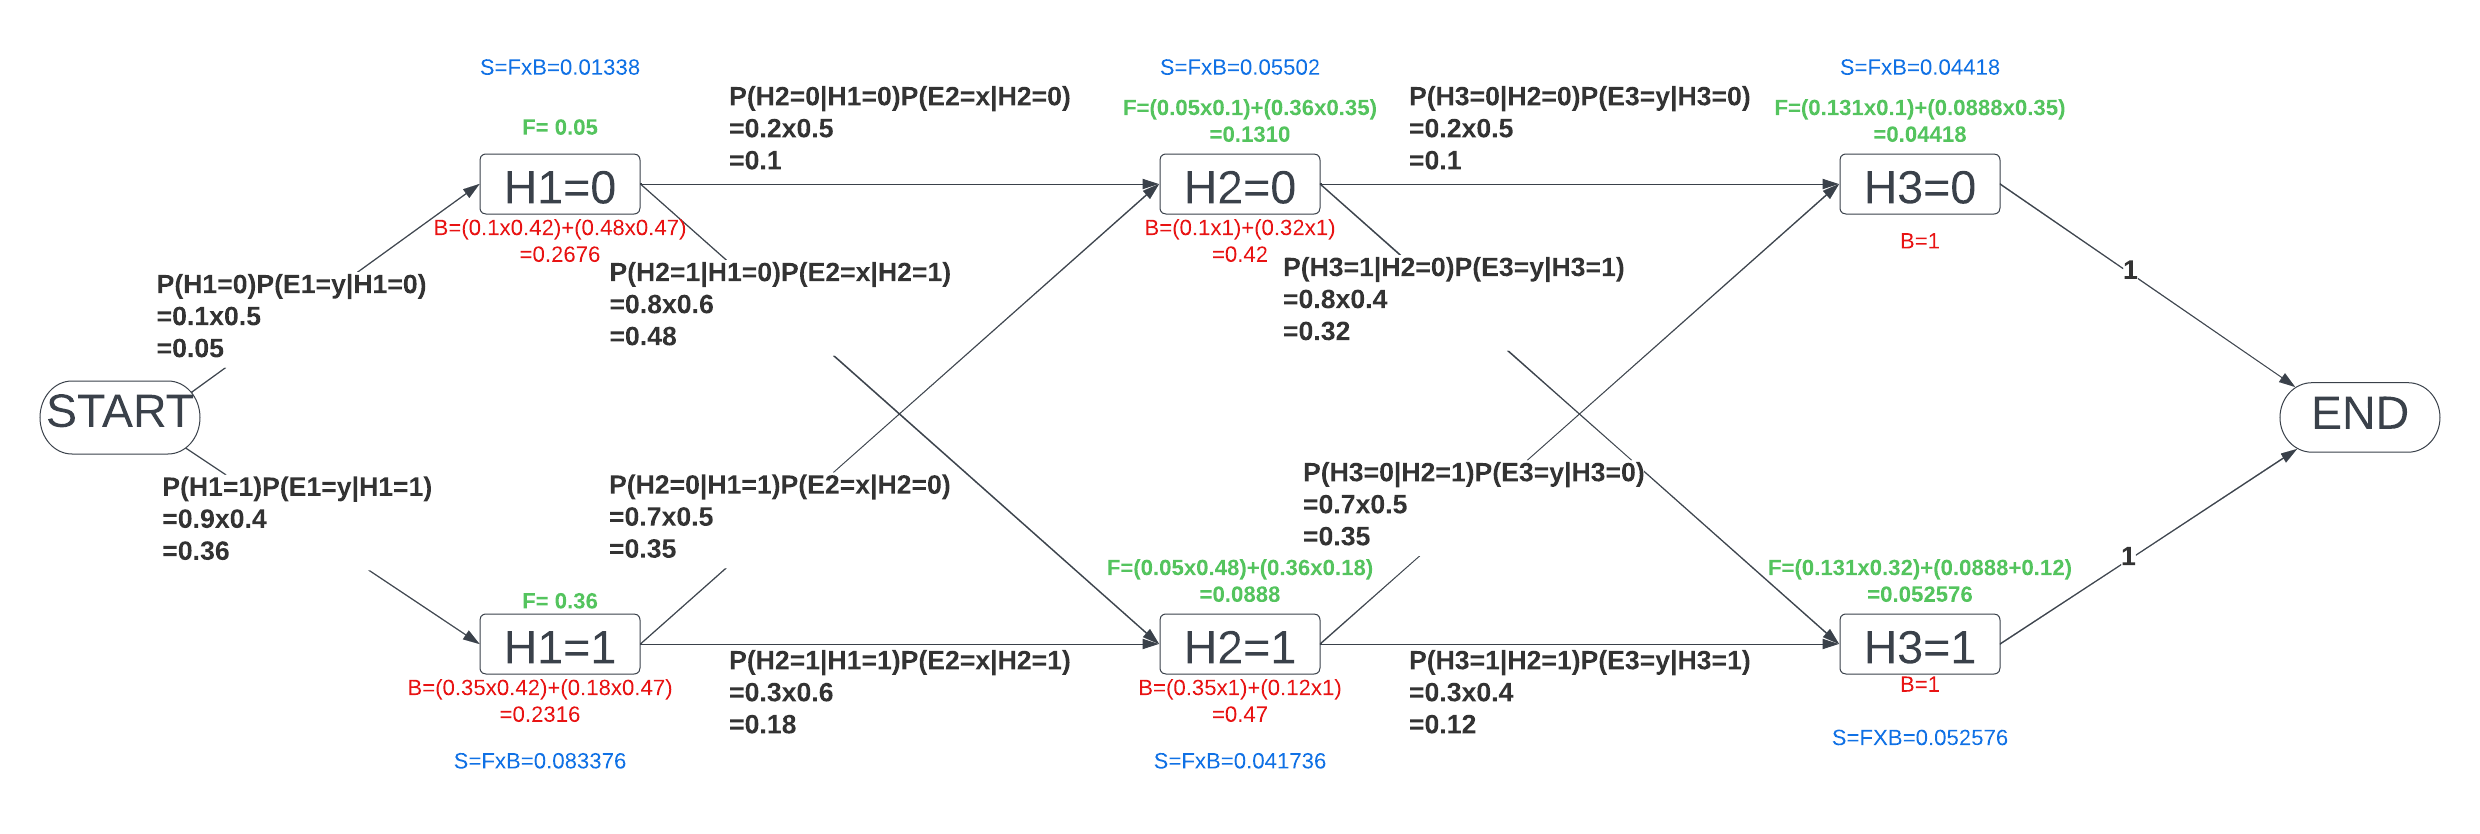 S=FxB=0.01338
F= 0.05
H1=0
B=(0.1x0.42)+(0.48x0.47)
=0.2676
P(H2=0|H1=0)P(E2=x|H2=0)
=0.2x0.5
=0.1
S=FxB=0.05502
F=(0.05x0.1)+(0.36x0.35)
=0.1310
H2=0
B=(0.1x1)+(0.32x1)
=0.42
P(H3=0|H2=0)P(E3=y|H3=0)
=0.2x0.5
=0.1
S=FxB=0.04418
F=(0.131x0.1)+(0.0888x0.35)
=0.04418
H3=0
B=1
P(H1=0)P(E1=y|H1=0)
=0.1x0.5
=0.05
P(H2=1|H1=0)P(E2=x|H2=1)
=0.8x0.6
=0.48
P(H3=1|H2=0)P(E3=y|H3=1)
=0.8x0.4
=0.32
1
START
END
P(H1=1)P(E1=y|H1=1)
=0.9x0.4
=0.36
P(H2=0|H1=1)P(E2=x|H2=0)
=0.7x0.5
=0.35
P(H3=0|H2=1)P(E3=y|H3=0)
=0.7x0.5
=0.35
1
F= 0.36
H1=1
B=(0.35x0.42)+(0.18x0.47)
=0.2316
S=FxB=0.083376
P(H2=1|H1=1)P(E2=x|H2=1)
=0.3x0.6
=0.18
F=(0.05x0.48)+(0.36x0.18)
=0.0888
H2=1
B=(0.35x1)+(0.12x1)
=0.47
S=FxB=0.041736
P(H3=1|H2=1)P(E3=y|H3=1)
=0.3x0.4
=0.12
F=(0.131x0.32)+(0.0888+0.12)
=0.052576
H3=1
B=1
S=FXB=0.052576